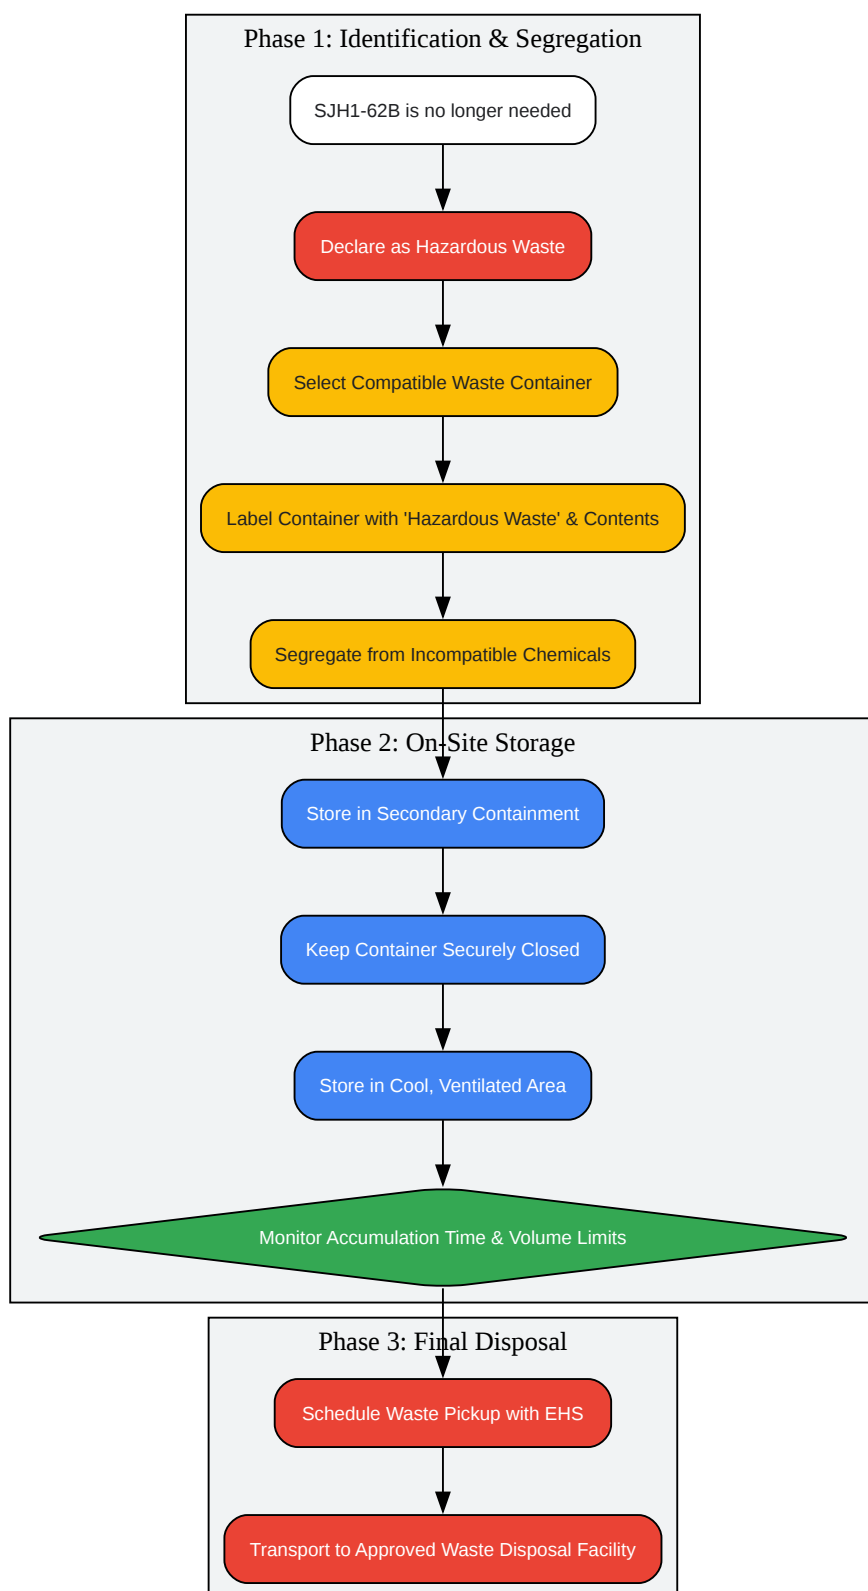 Phase 1: Identification & Segregation
SJH1-62B is no longer needed
Declare as Hazardous Waste
Select Compatible Waste Container
Label Container with 'Hazardous Waste' & Contents
Segregate from Incompatible Chemicals
Phase 2: On-Site Storage
Store in Secondary Containment
Keep Container Securely Closed
Store in Cool, Ventilated Area
Monitor Accumulation Time & Volume Limits
Phase 3: Final Disposal
Schedule Waste Pickup with EHS
Transport to Approved Waste Disposal Facility